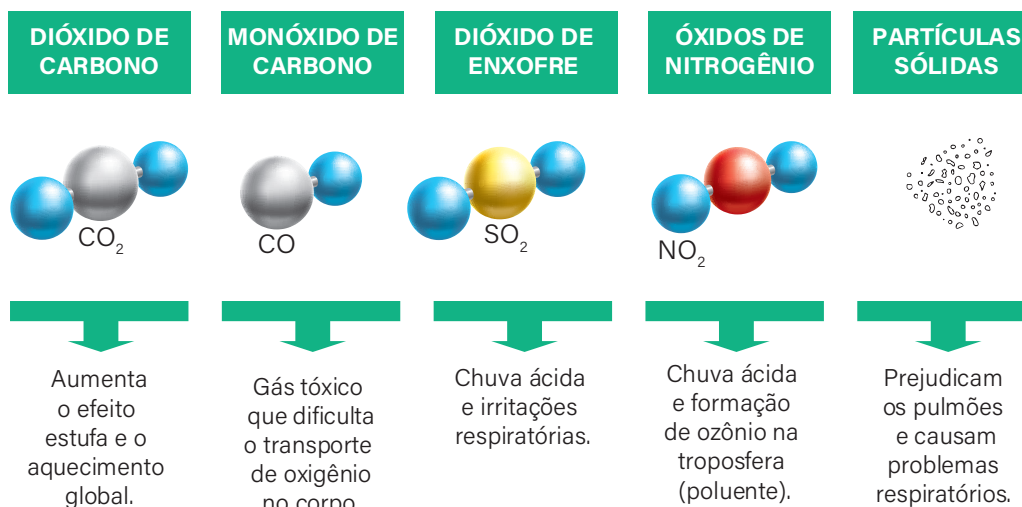 DIÓXIDO DE
CARBONO
MONÓXIDO DE
CARBONO
DIÓXIDO DE
ENXOFRE
ÓXIDOS DE
NITROGÊNIO
PARTÍCULAS
SÓLIDAS
CO₂
CO
SO₂
NO₂
Aumenta
o efeito
estufa e o
aquecimento
global.
Gás tóxico
que dificulta
o transporte
de oxigênio
no corpo
Chuva ácida
e irritações
respiratórias.
Chuva ácida
e formação
de ozônio na
troposfera
(poluente).
Prejudicam
os pulmões
e causam
problemas
respiratórios.